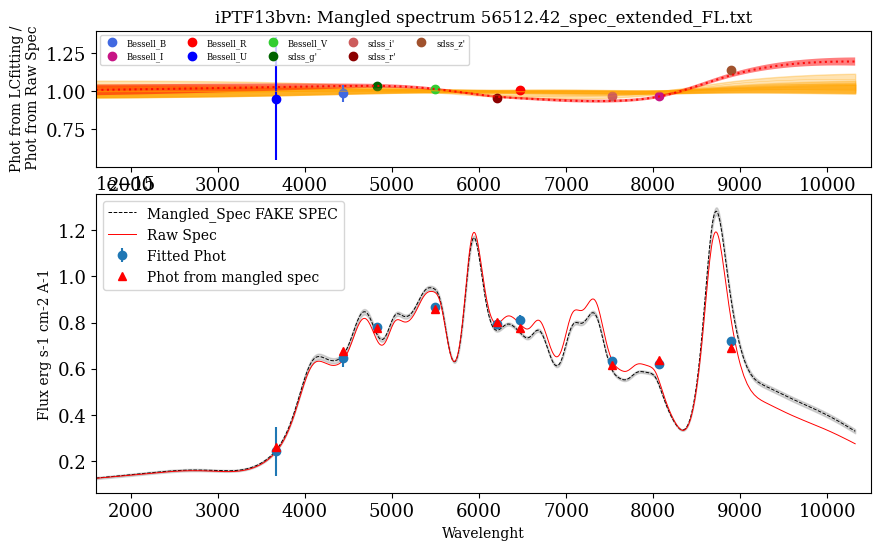 iPTF13bvn: Mangled spectrum 56512.42_spec_extended_FL.txt
Phot from LCfitting /
Phot from Raw Spec
1.25
1.00
0.75
Bessell_B Bessell_R Bessell_V sdss_i' sdss_z'
Bessell_I Bessell_U sdss_g' sdss_r'
2000 3000 4000 5000 6000 7000 8000 9000 10000
1e−15
Flux erg s-1 cm-2 A-1
1.2
1.0
0.8
0.6
0.4
0.2
Mangled_Spec FAKE SPEC
Raw Spec
Fitted Phot
Phot from mangled spec
2000 3000 4000 5000 6000 7000 8000 9000 10000
Wavelenght